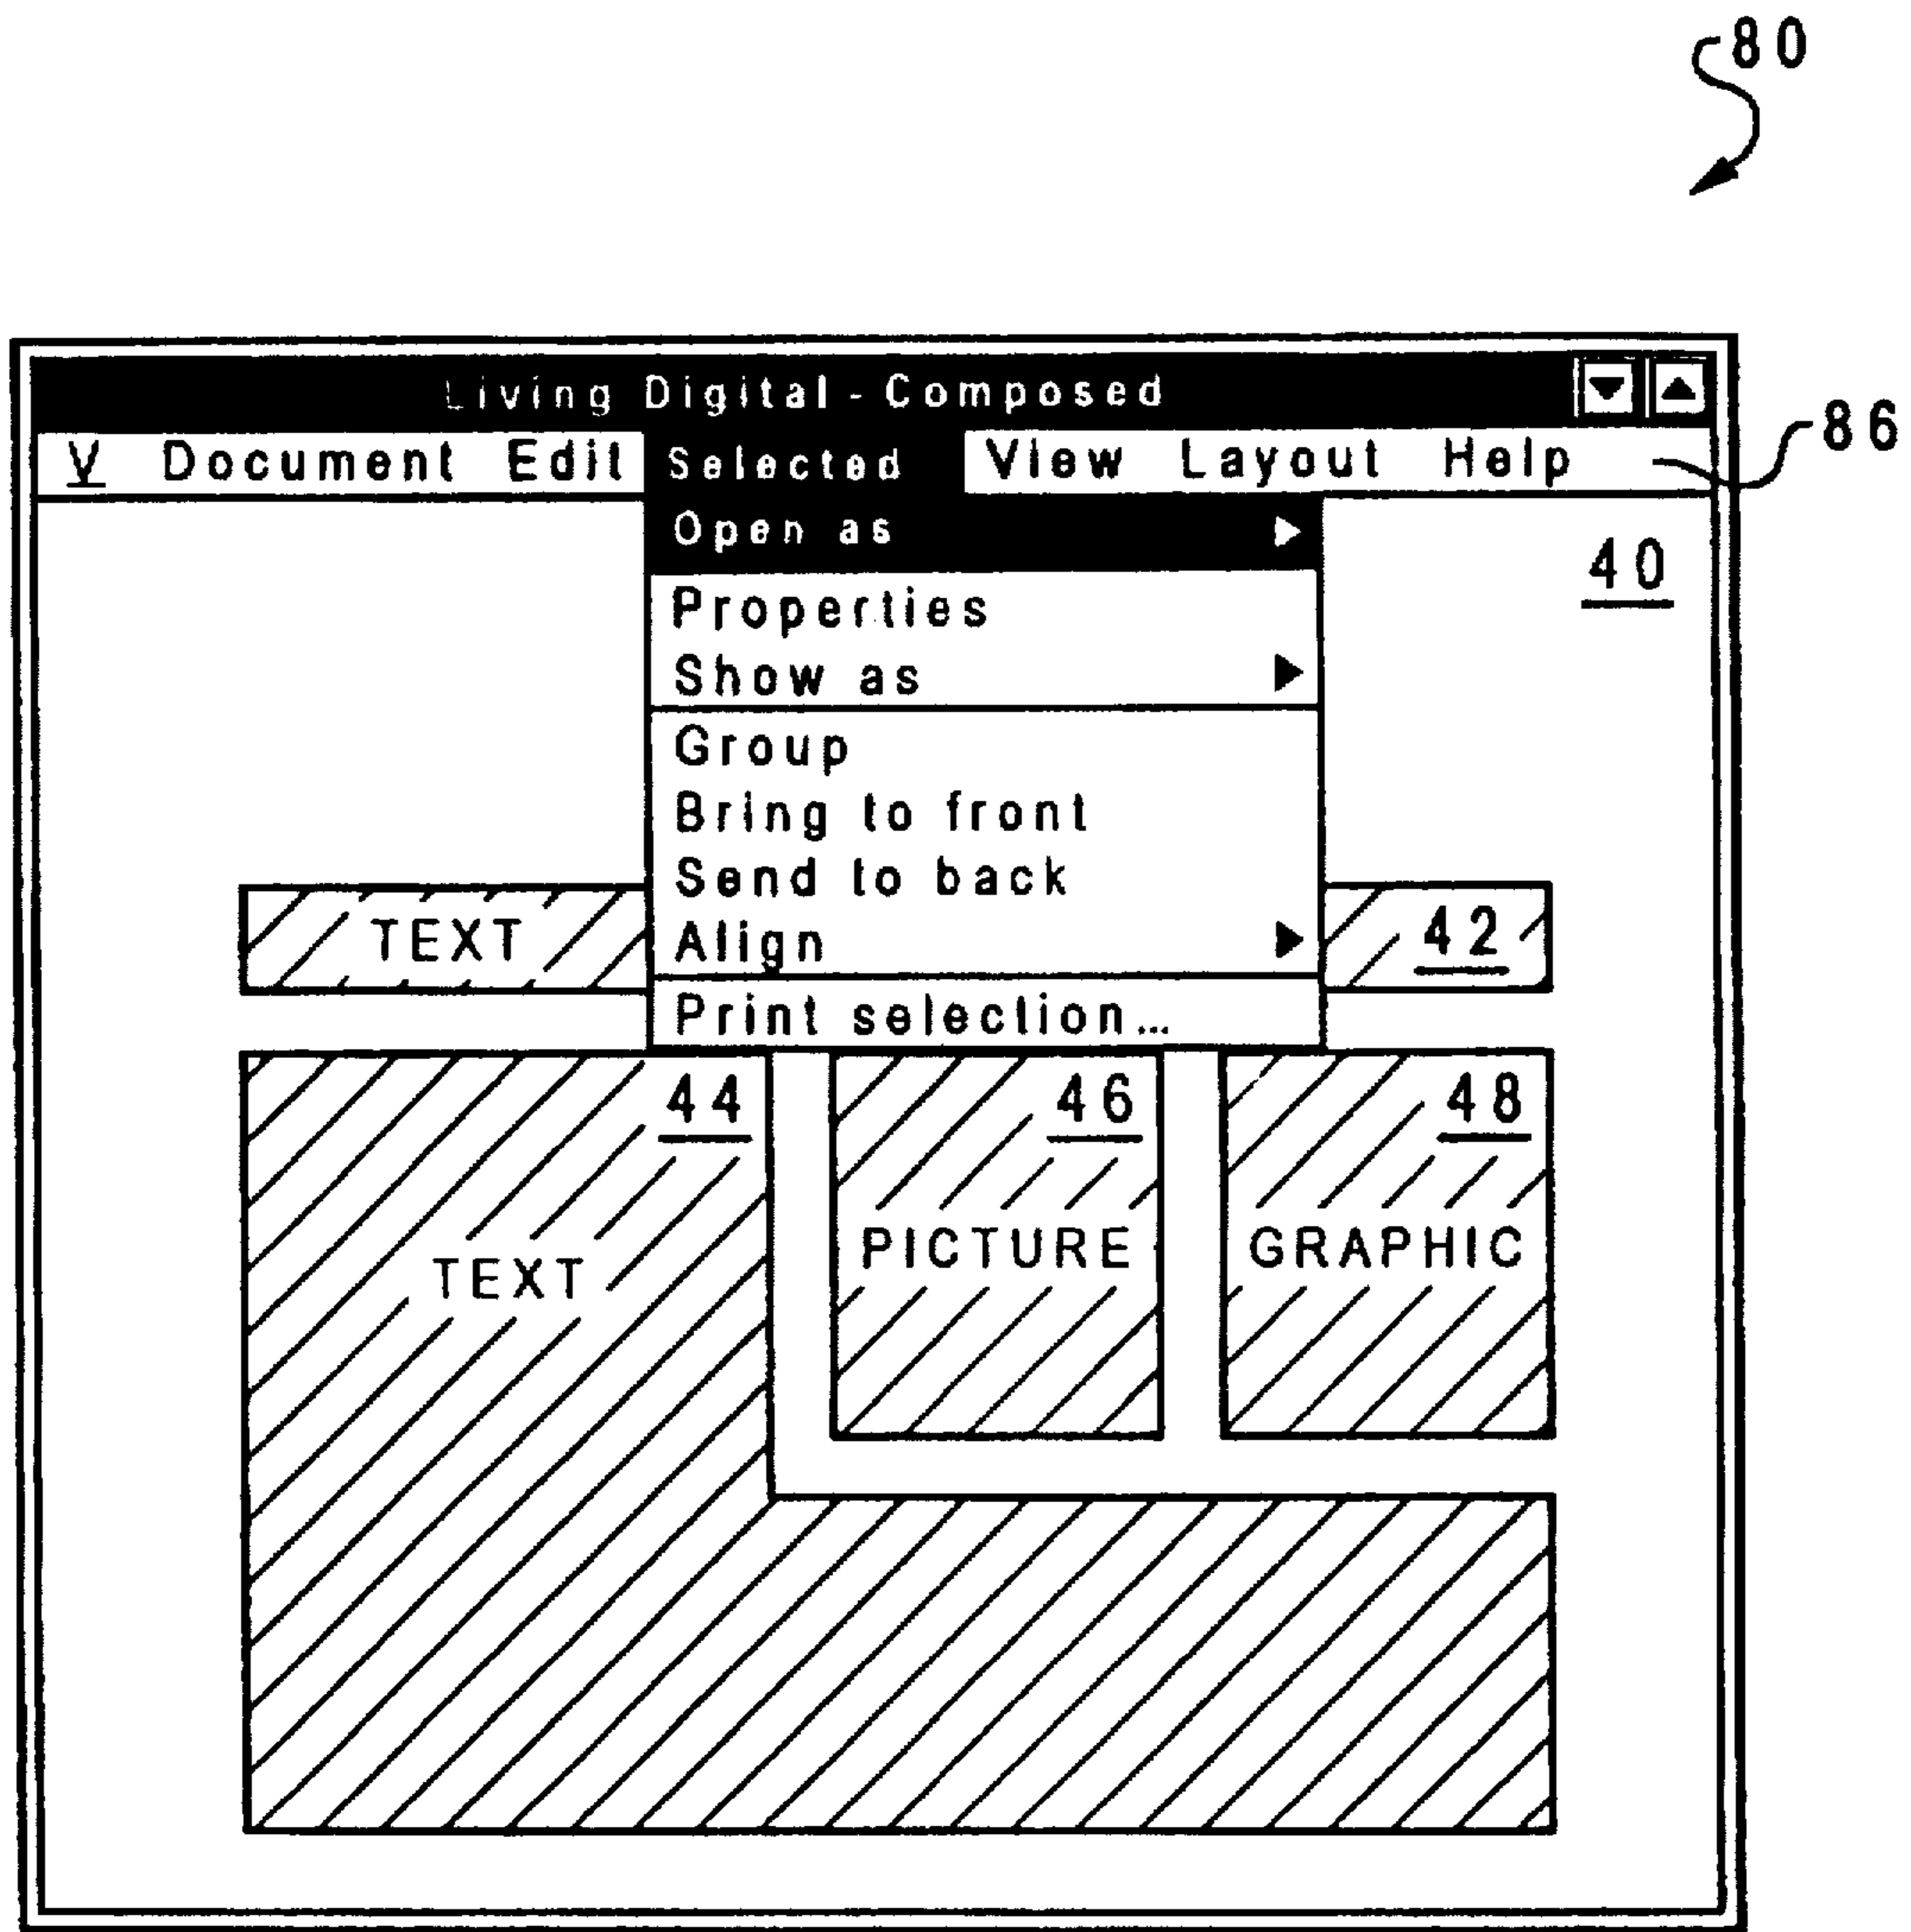 80
Living Digital - Composed
86
Y Document Edit Selected View Layout Help
Open as
40
Properties
Show as
Group
Bring to front
Send to back
TEXT Align 42
Print selection...
44 46 48
PICTURE GRAPHIC
TEXT